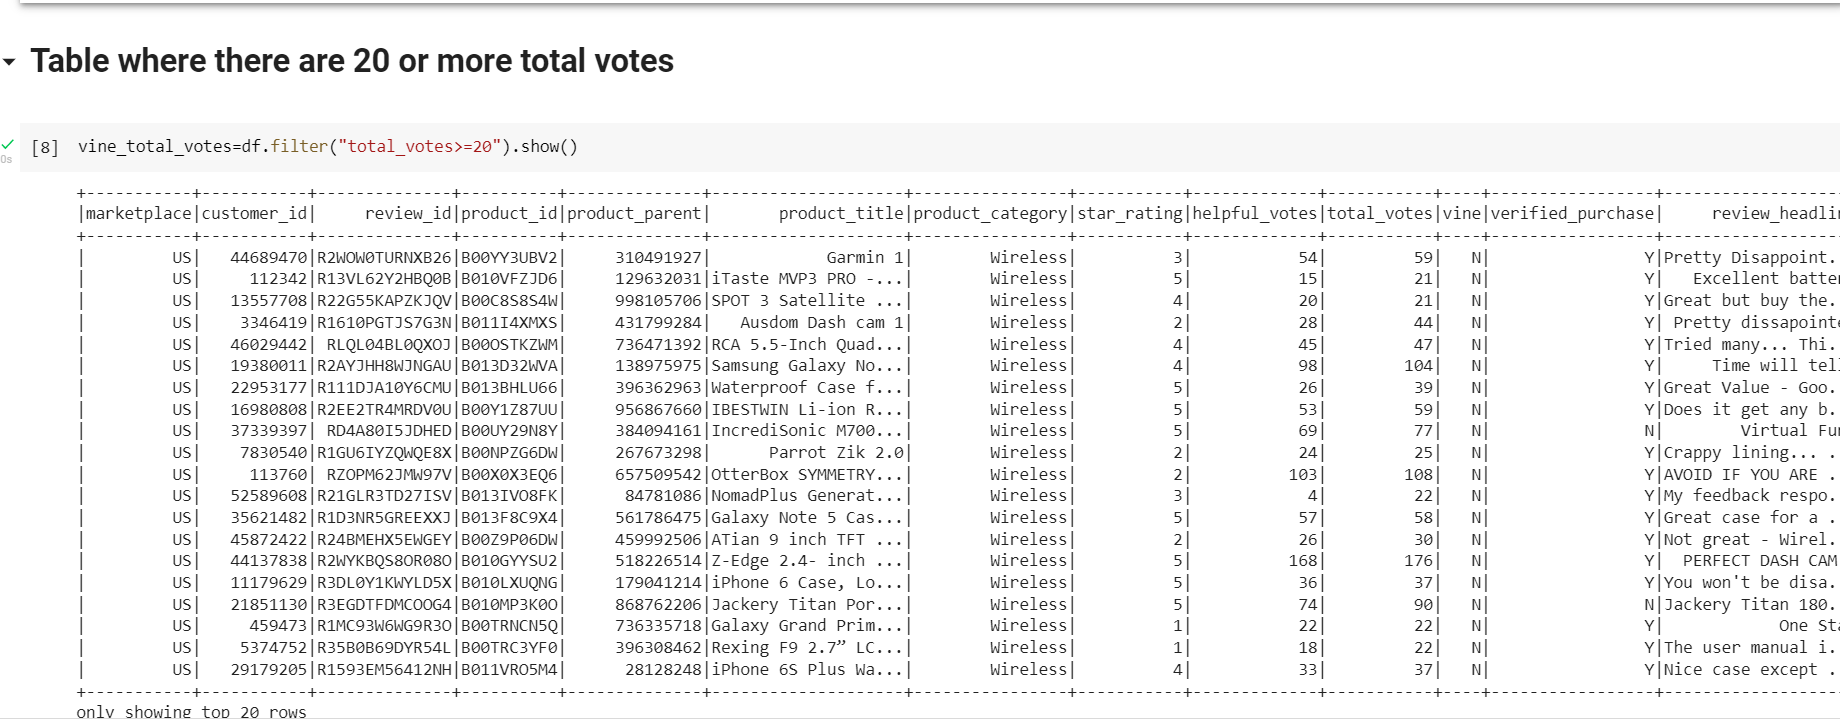 Table where there are 20 or more total votes
0s
[8] vine_total_votes=df.filter("total_votes>=20").show()
+-----------+-----------+--------------+----------+--------------+--------------------+----------------+-----------+-------------+-----------+----+-----------------+------------------
|marketplace|customer_id|     review_id|product_id|product_parent|       product_title|product_category|star_rating|helpful_votes|total_votes|vine|verified_purchase|     review_headlin
+-----------+-----------+--------------+----------+--------------+--------------------+----------------+-----------+-------------+-----------+----+-----------------+------------------
|         US|   44689470|R2WOW0TURNXB26|B00YY3UBV2|     310491927|            Garmin 1|        Wireless|          3|           54|         59|   N|                Y|Pretty Disappoint.
|         US|     112342|R13VL62Y2HBQ0B|B010VFZJD6|     129632031|iTaste MVP3 PRO -...|        Wireless|          5|           15|         21|   N|                Y|   Excellent batter
|         US|   13557708|R22G55KAPZKJQV|B00C8S8S4W|     998105706|SPOT 3 Satellite ...|        Wireless|          4|           20|         21|   N|                Y|Great but buy the.
|         US|    3346419|R1610PGTJS7G3N|B011I4XMXS|     431799284|   Ausdom Dash cam 1|        Wireless|          2|           28|         44|   N|                Y| Pretty dissapointe
|         US|   46029442| RLQL04BL0QXOJ|B00OSTKZWM|     736471392|RCA 5.5-Inch Quad...|        Wireless|          4|           45|         47|   N|                Y|Tried many... Thi.
|         US|   19380011|R2AYJHH8WJNGAU|B013D32WVA|     138975975|Samsung Galaxy No...|        Wireless|          4|           98|        104|   N|                Y|     Time will tell
|         US|   22953177|R111DJA10Y6CMU|B013BHLU66|     396362963|Waterproof Case f...|        Wireless|          5|           26|         39|   N|                Y|Great Value - Goo.
|         US|   16980808|R2EE2TR4MRDV0U|B00Y1Z87UU|     956867660|IBESTWIN Li-ion R...|        Wireless|          5|           53|         59|   N|                Y|Does it get any b.
|         US|   37339397| RD4A80I5JDHED|B00UY29N8Y|     384094161|IncrediSonic M700...|        Wireless|          5|           69|         77|   N|                N|        Virtual Fun
|         US|    7830540|R1GU6IYZQWQE8X|B00NPZG6DW|     267673298|      Parrot Zik 2.0|        Wireless|          2|           24|         25|   N|                Y|Crappy lining... .
|         US|     113760| RZOPM62JMW97V|B00X0X3EQ6|     657509542|OtterBox SYMMETRY...|        Wireless|          2|          103|        108|   N|                Y|AVOID IF YOU ARE .
|         US|   52589608|R21GLR3TD27ISV|B013IVO8FK|      84781086|NomadPlus Generat...|        Wireless|          3|            4|         22|   N|                Y|My feedback respo.
|         US|   35621482|R1D3NR5GREEXXJ|B013F8C9X4|     561786475|Galaxy Note 5 Cas...|        Wireless|          5|           57|         58|   N|                Y|Great case for a .
|         US|   45872422|R24BMEHX5EWGEY|B00Z9P06DW|     459992506|ATian 9 inch TFT ...|        Wireless|          2|           26|         30|   N|                Y|Not great - Wirel.
|         US|   44137838|R2WYKBQS8OR08O|B010GYYSU2|     518226514|Z-Edge 2.4- inch ...|        Wireless|          5|          168|        176|   N|                Y|  PERFECT DASH CAM
|         US|   11179629|R3DL0Y1KWYLD5X|B010LXUQNG|     179041214|iPhone 6 Case, Lo...|        Wireless|          5|           36|         37|   N|                Y|You won't be disa.
|         US|   21851130|R3EGDTFDMCOOG4|B010MP3K0O|     868762206|Jackery Titan Por...|        Wireless|          5|           74|         90|   N|                N|Jackery Titan 180.
|         US|     459473|R1MC93W6WG9R3O|B00TRNCN5Q|     736335718|Galaxy Grand Prim...|        Wireless|          1|           22|         22|   N|                Y|            One Sta
|         US|    5374752|R35B0B69DYR54L|B00TRC3YF0|     396308462|Rexing F9 2.7” LC...|        Wireless|          1|           18|         22|   N|                Y|The user manual i.
|         US|   29179205|R1593EM56412NH|B011VRO5M4|      28128248|iPhone 6S Plus Wa...|        Wireless|          4|           33|         37|   N|                Y|Nice case except .
+-----------+-----------+--------------+----------+--------------+--------------------+----------------+-----------+-------------+-----------+----+-----------------+------------------
only showing top 20 rows